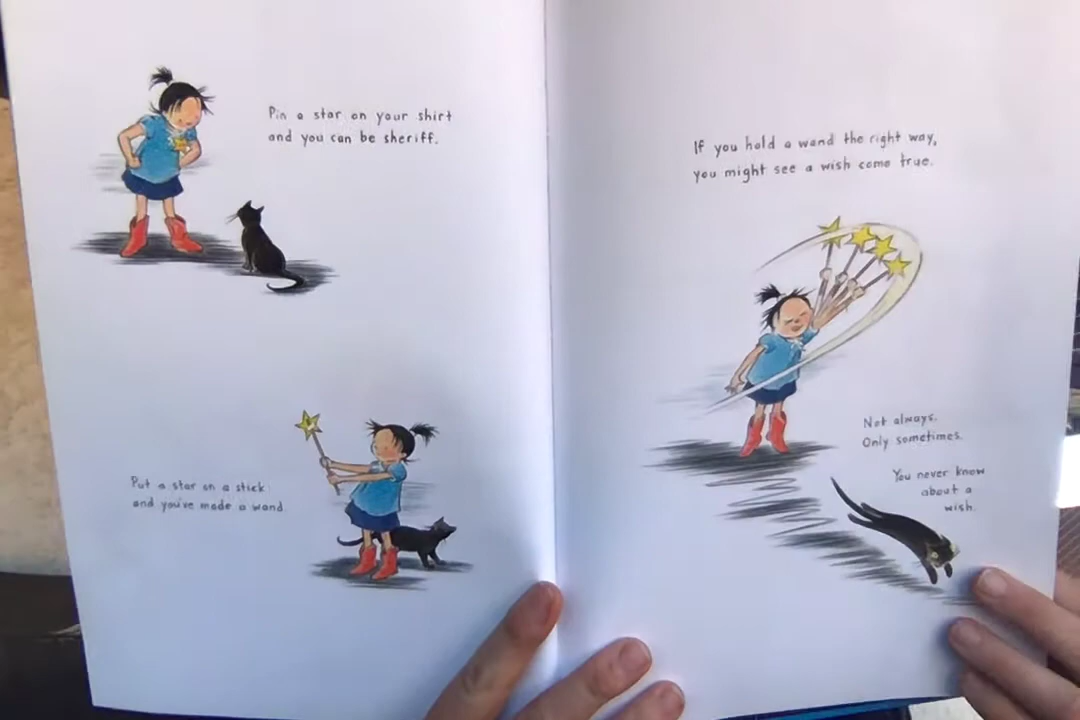 Pin a star on your shirt
and you can be sheriff.
Put a star on a stick
and you've made a wand.
If you hold a wand the right way,
you might see a wish come true.
Not always.
Only sometimes.
You never know
about a
wish.